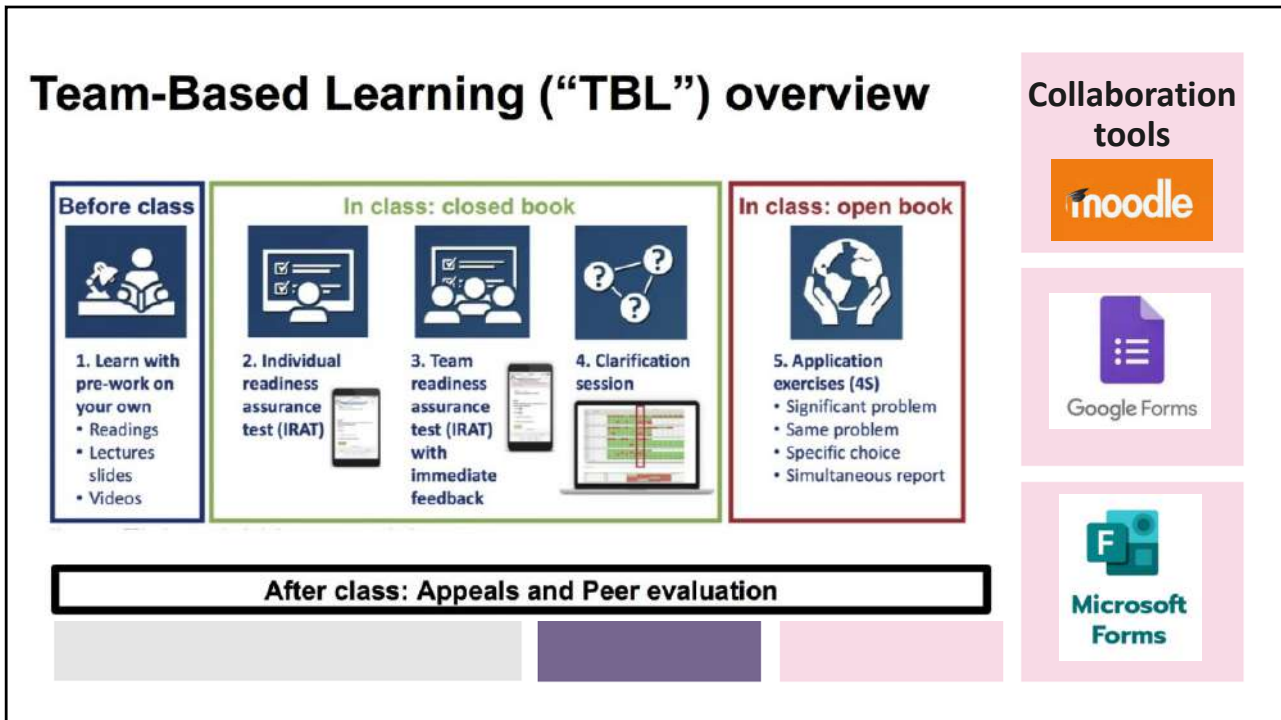 Team-Based Learning (“TBL”) overview
Before class
1. Learn with
pre-work on
your own
• Readings
• Lectures
slides
• Videos
In class: closed book
2. Individual
readiness
assurance
test (IRAT)
3. Team
readiness
assurance
test (IRAT)
with
immediate
feedback
4. Clarification
session
In class: open book
5. Application
exercises (4S)
• Significant problem
• Same problem
• Specific choice
• Simultaneous report
After class: Appeals and Peer evaluation
Collaboration
tools
moodle
Google Forms
F
Microsoft
Forms